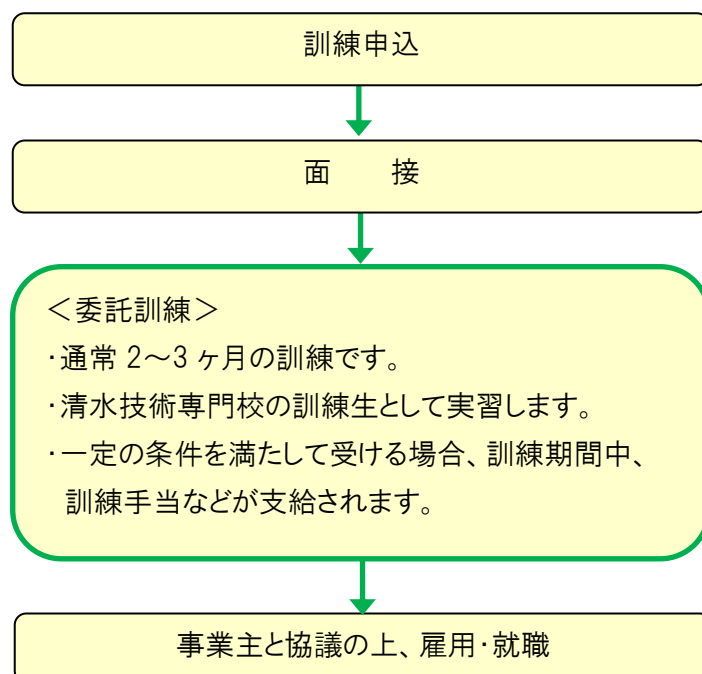 訓練申込
面　　接
＜委託訓練＞
・通常 2～3 ヶ月の訓練です。
・清水技術専門校の訓練生として実習します。
・一定の条件を満たして受ける場合、訓練期間中、
訓練手当などが支給されます。
事業主と協議の上、雇用・就職